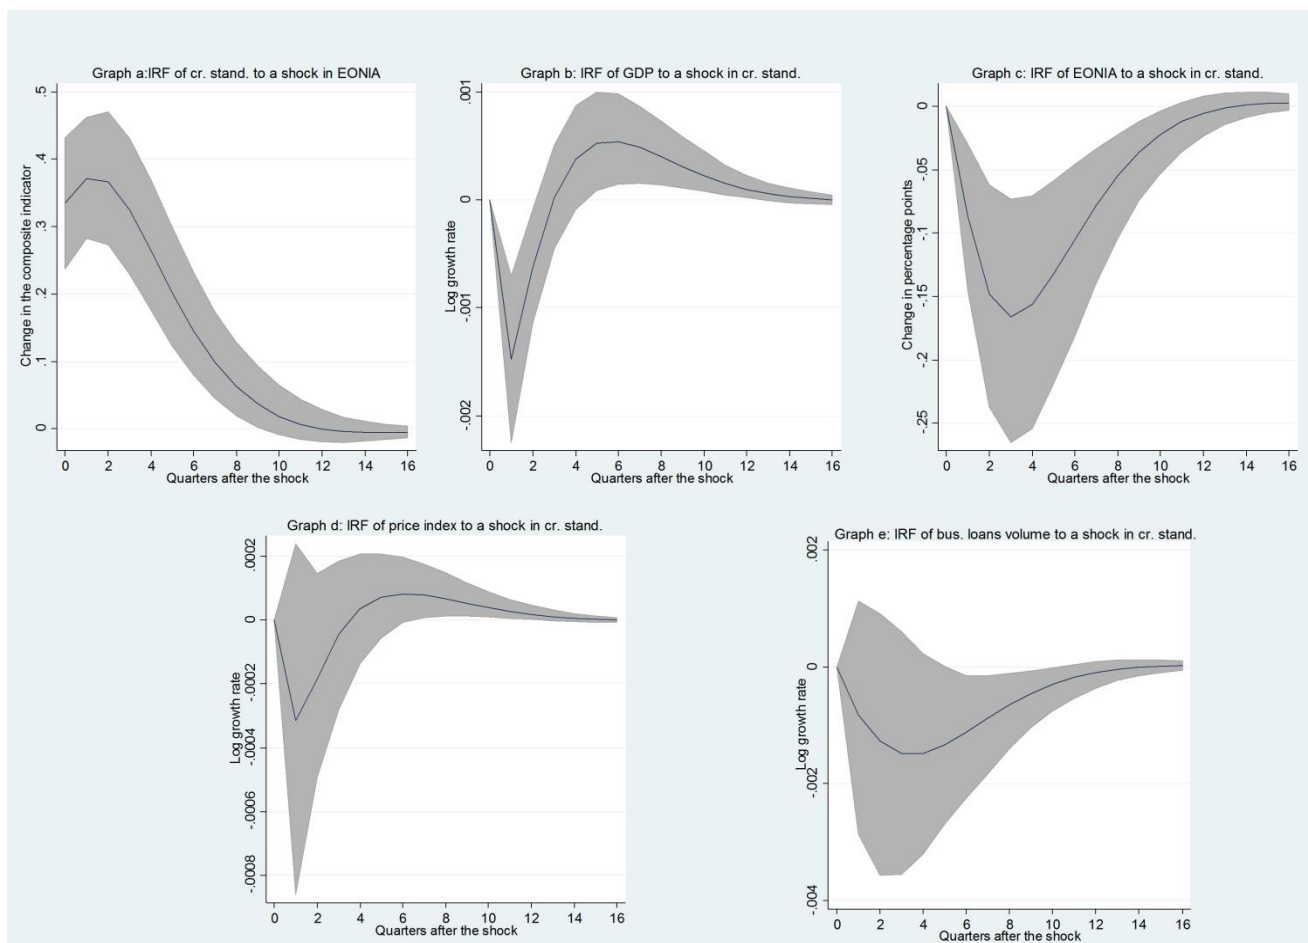 Graph a:IRF of cr. stand. to a shock in EONIA
Change in the composite indicator
.5
.4
.3
.2
.1
0
0 2 4 6 8 10 12 14 16
Quarters after the shock
Graph b: IRF of GDP to a shock in cr. stand.
Log growth rate
.001
0
-.001
-.002
0 2 4 6 8 10 12 14 16
Quarters after the shock
Graph c: IRF of EONIA to a shock in cr. stand.
Change in percentage points
0
-.05
-.1
-.15
-.2
-.25
0 2 4 6 8 10 12 14 16
Quarters after the shock
Graph d: IRF of price index to a shock in cr. stand.
Log growth rate
.0002
0
-.0002
-.0004
-.0006
-.0008
0 2 4 6 8 10 12 14 16
Quarters after the shock
Graph e: IRF of bus. loans volume to a shock in cr. stand.
Log growth rate
.002
0
-.002
-.004
0 2 4 6 8 10 12 14 16
Quarters after the shock